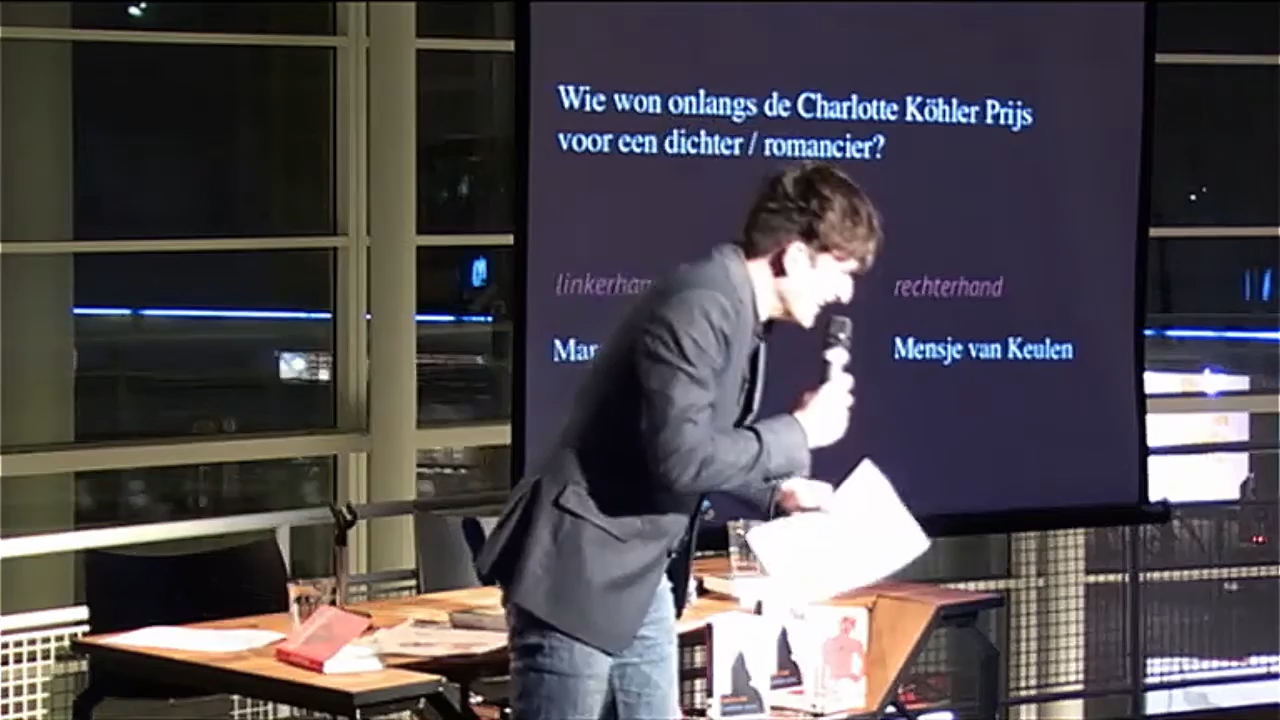 Wie won onlangs de Charlotte Köhler Prijs
voor een dichter / romancier?
rechterhand
Mensje van Keulen